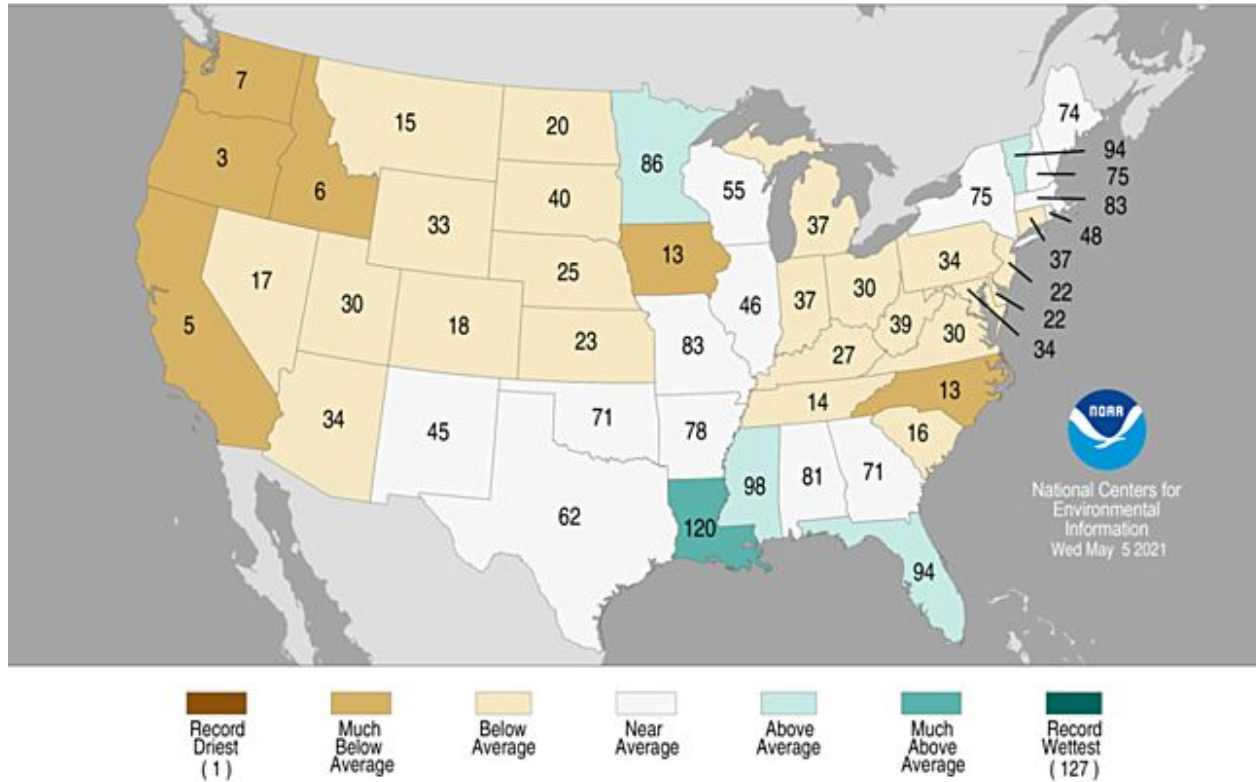 7
15
20
74
3
6
86
94
55
75
75
40
83
33
37
48
13
34
37
17
25
30
22
30
46
37
39
22
5
18
23
83
30
34
27
14
13
34
45
71
78
16
98
81
71
62
120
94
NOAA
National Centers for
Environmental
Information
Wed May 5 2021
Record
Driest
(1)
Much
Below
Average
Below
Average
Near
Average
Above
Average
Much
Above
Average
Record
Wettest
(127)